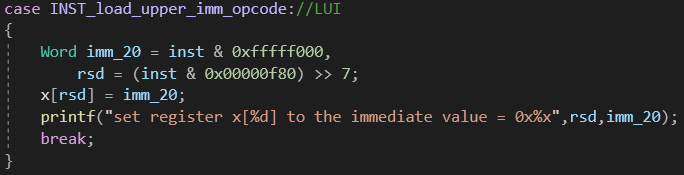 case INST_load_upper_imm_opcode://LUI
{
Word imm_20 = inst & 0xfffff000,
rsd = (inst & 0x00000f80) >> 7;
x[rsd] = imm_20;
printf("set register x[%d] to the immediate value = 0x%x",rsd,imm_20);
break;
}